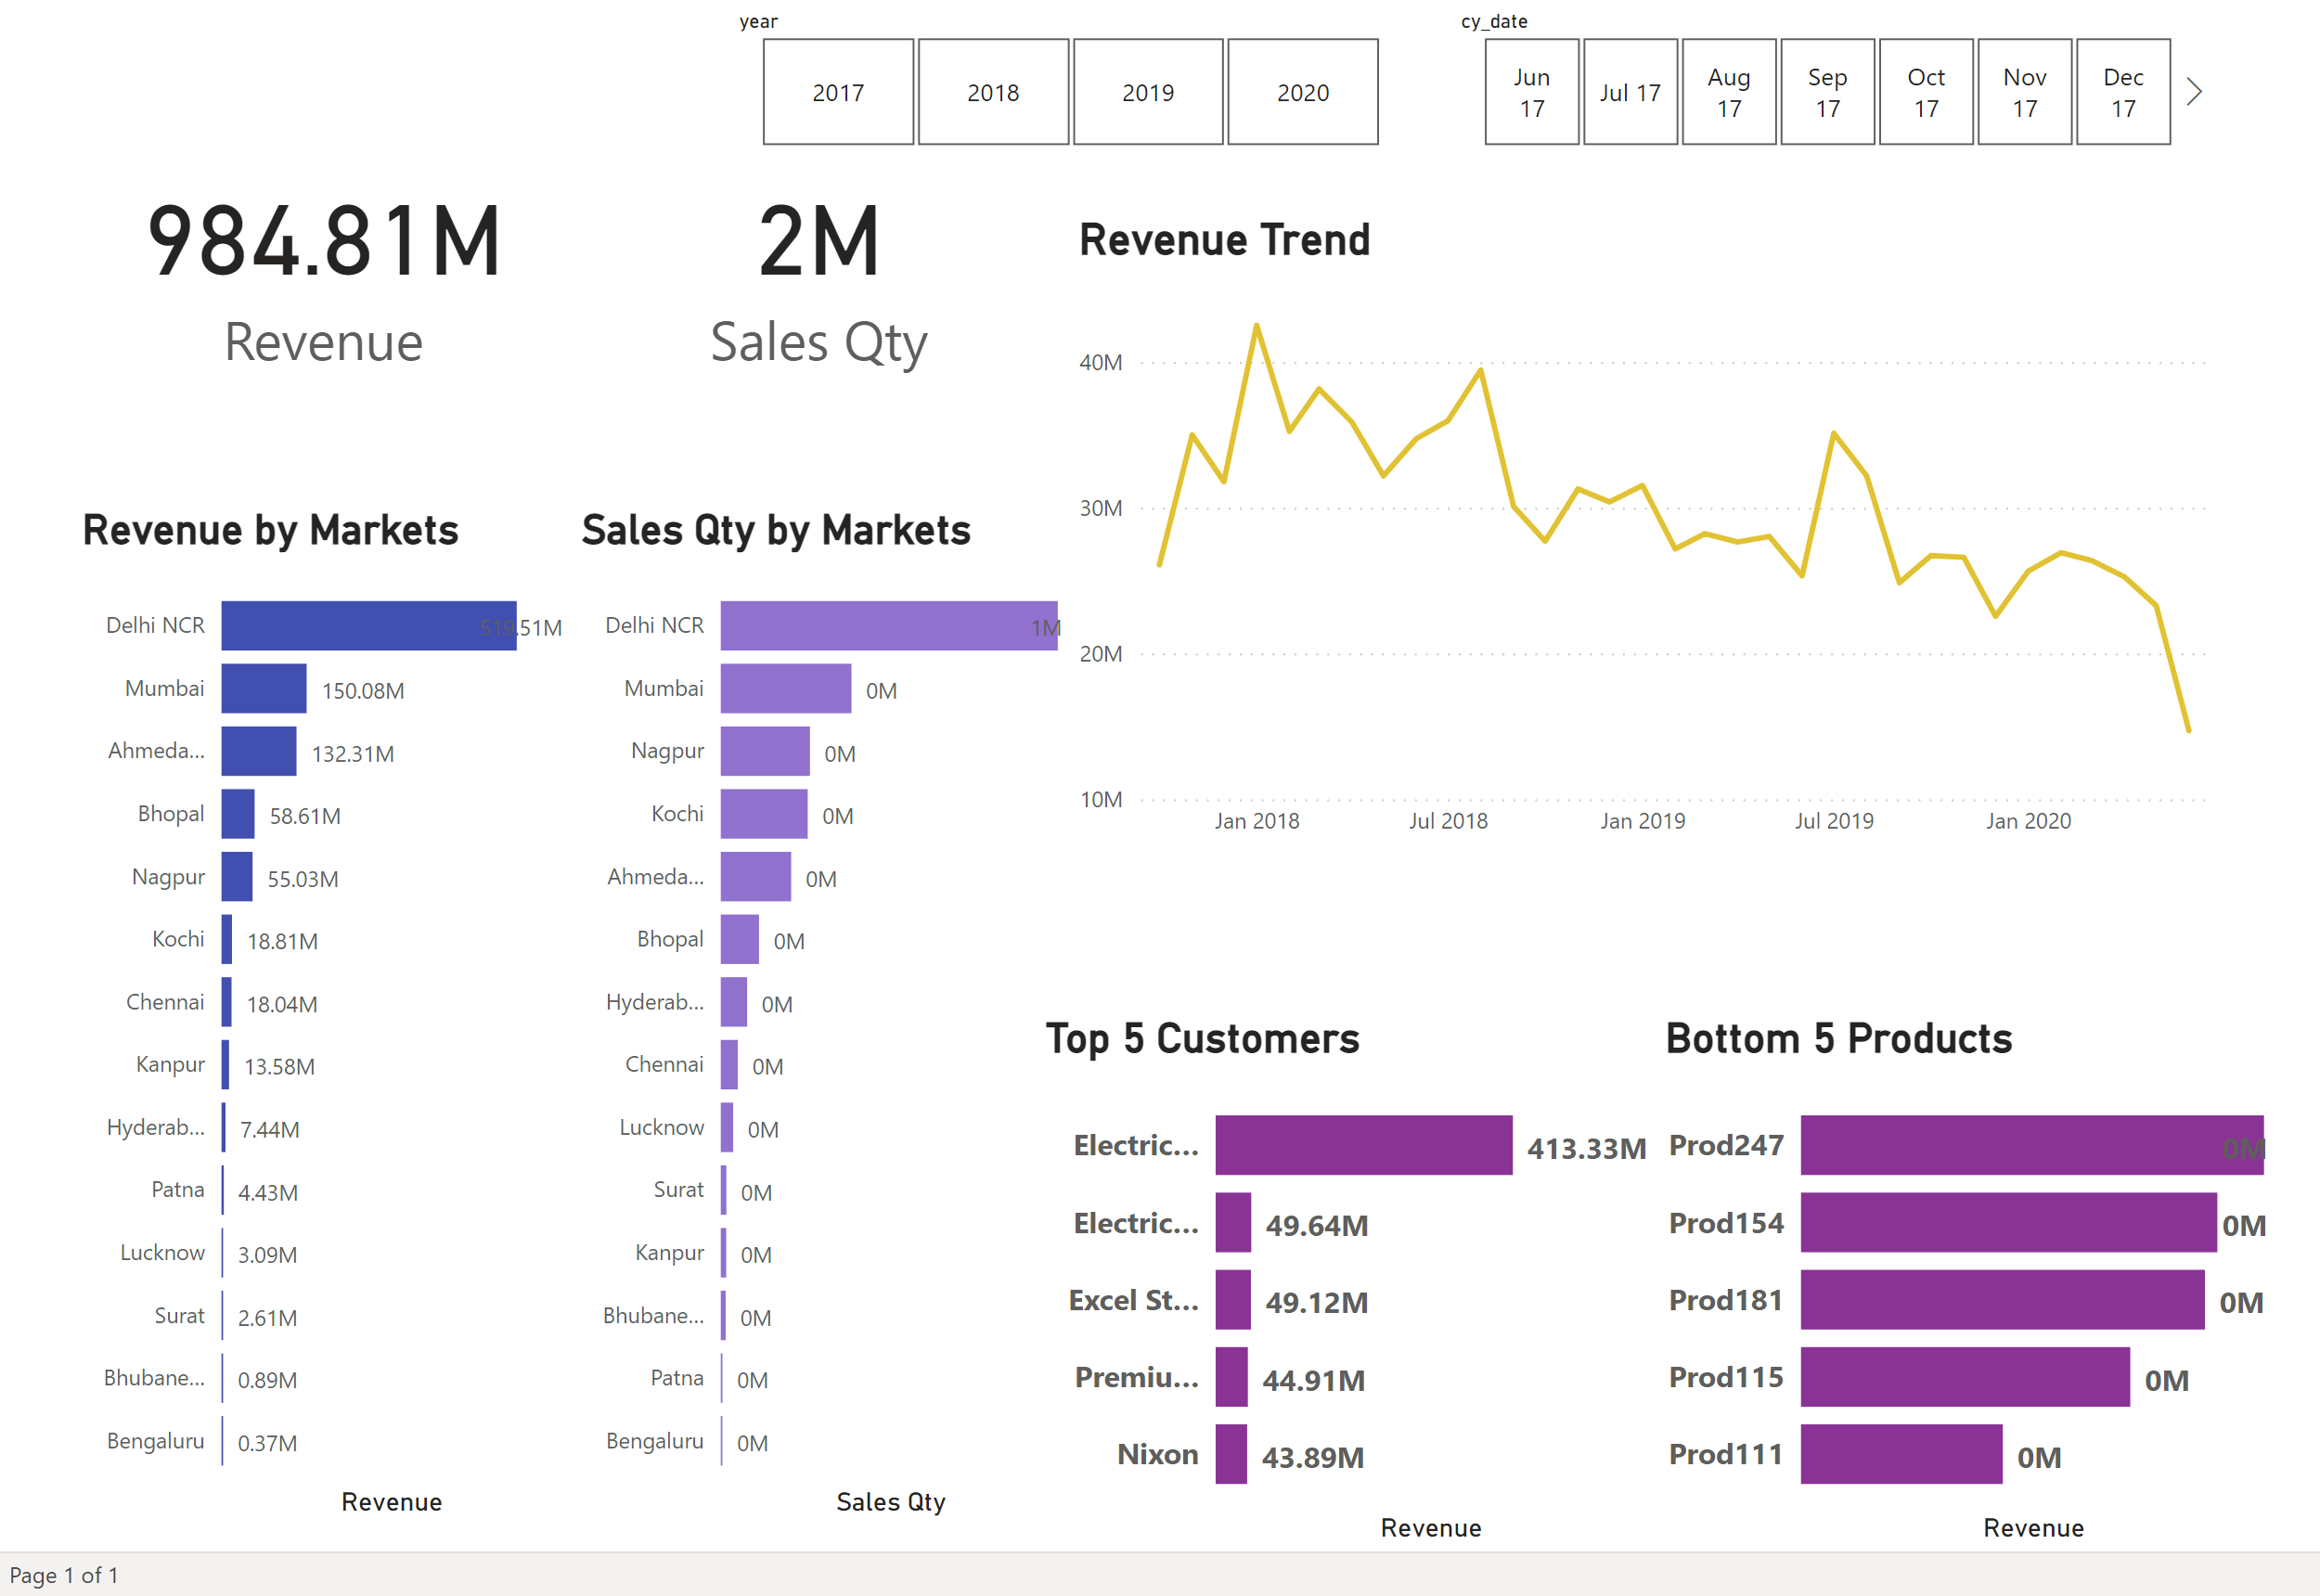 year
2017
2018
2019
2020
cy_date
Jun 17
Jul 17
Aug 17
Sep 17
Oct 17
Nov 17
Dec 17
984.81M
Revenue
2M
Sales Qty
Revenue Trend
40M
30M
20M
10M
Jan 2018
Jul 2018
Jan 2019
Jul 2019
Jan 2020
Revenue by Markets
Delhi NCR 519.51M
Mumbai 150.08M
Ahmeda... 132.31M
Bhopal 58.61M
Nagpur 55.03M
Kochi 18.81M
Chennai 18.04M
Kanpur 13.58M
Hyderab... 7.44M
Patna 4.43M
Lucknow 3.09M
Surat 2.61M
Bhubane... 0.89M
Bengaluru 0.37M
Revenue
Sales Qty by Markets
Delhi NCR 1M
Mumbai 0M
Nagpur 0M
Kochi 0M
Ahmeda... 0M
Bhopal 0M
Hyderab... 0M
Chennai 0M
Lucknow 0M
Surat 0M
Kanpur 0M
Bhubane... 0M
Patna 0M
Bengaluru 0M
Sales Qty
Top 5 Customers
Electric... 413.33M
Electric... 49.64M
Excel St... 49.12M
Premiu... 44.91M
Nixon 43.89M
Revenue
Bottom 5 Products
Prod247 0M
Prod154 0M
Prod181 0M
Prod115 0M
Prod111 0M
Revenue
Page 1 of 1